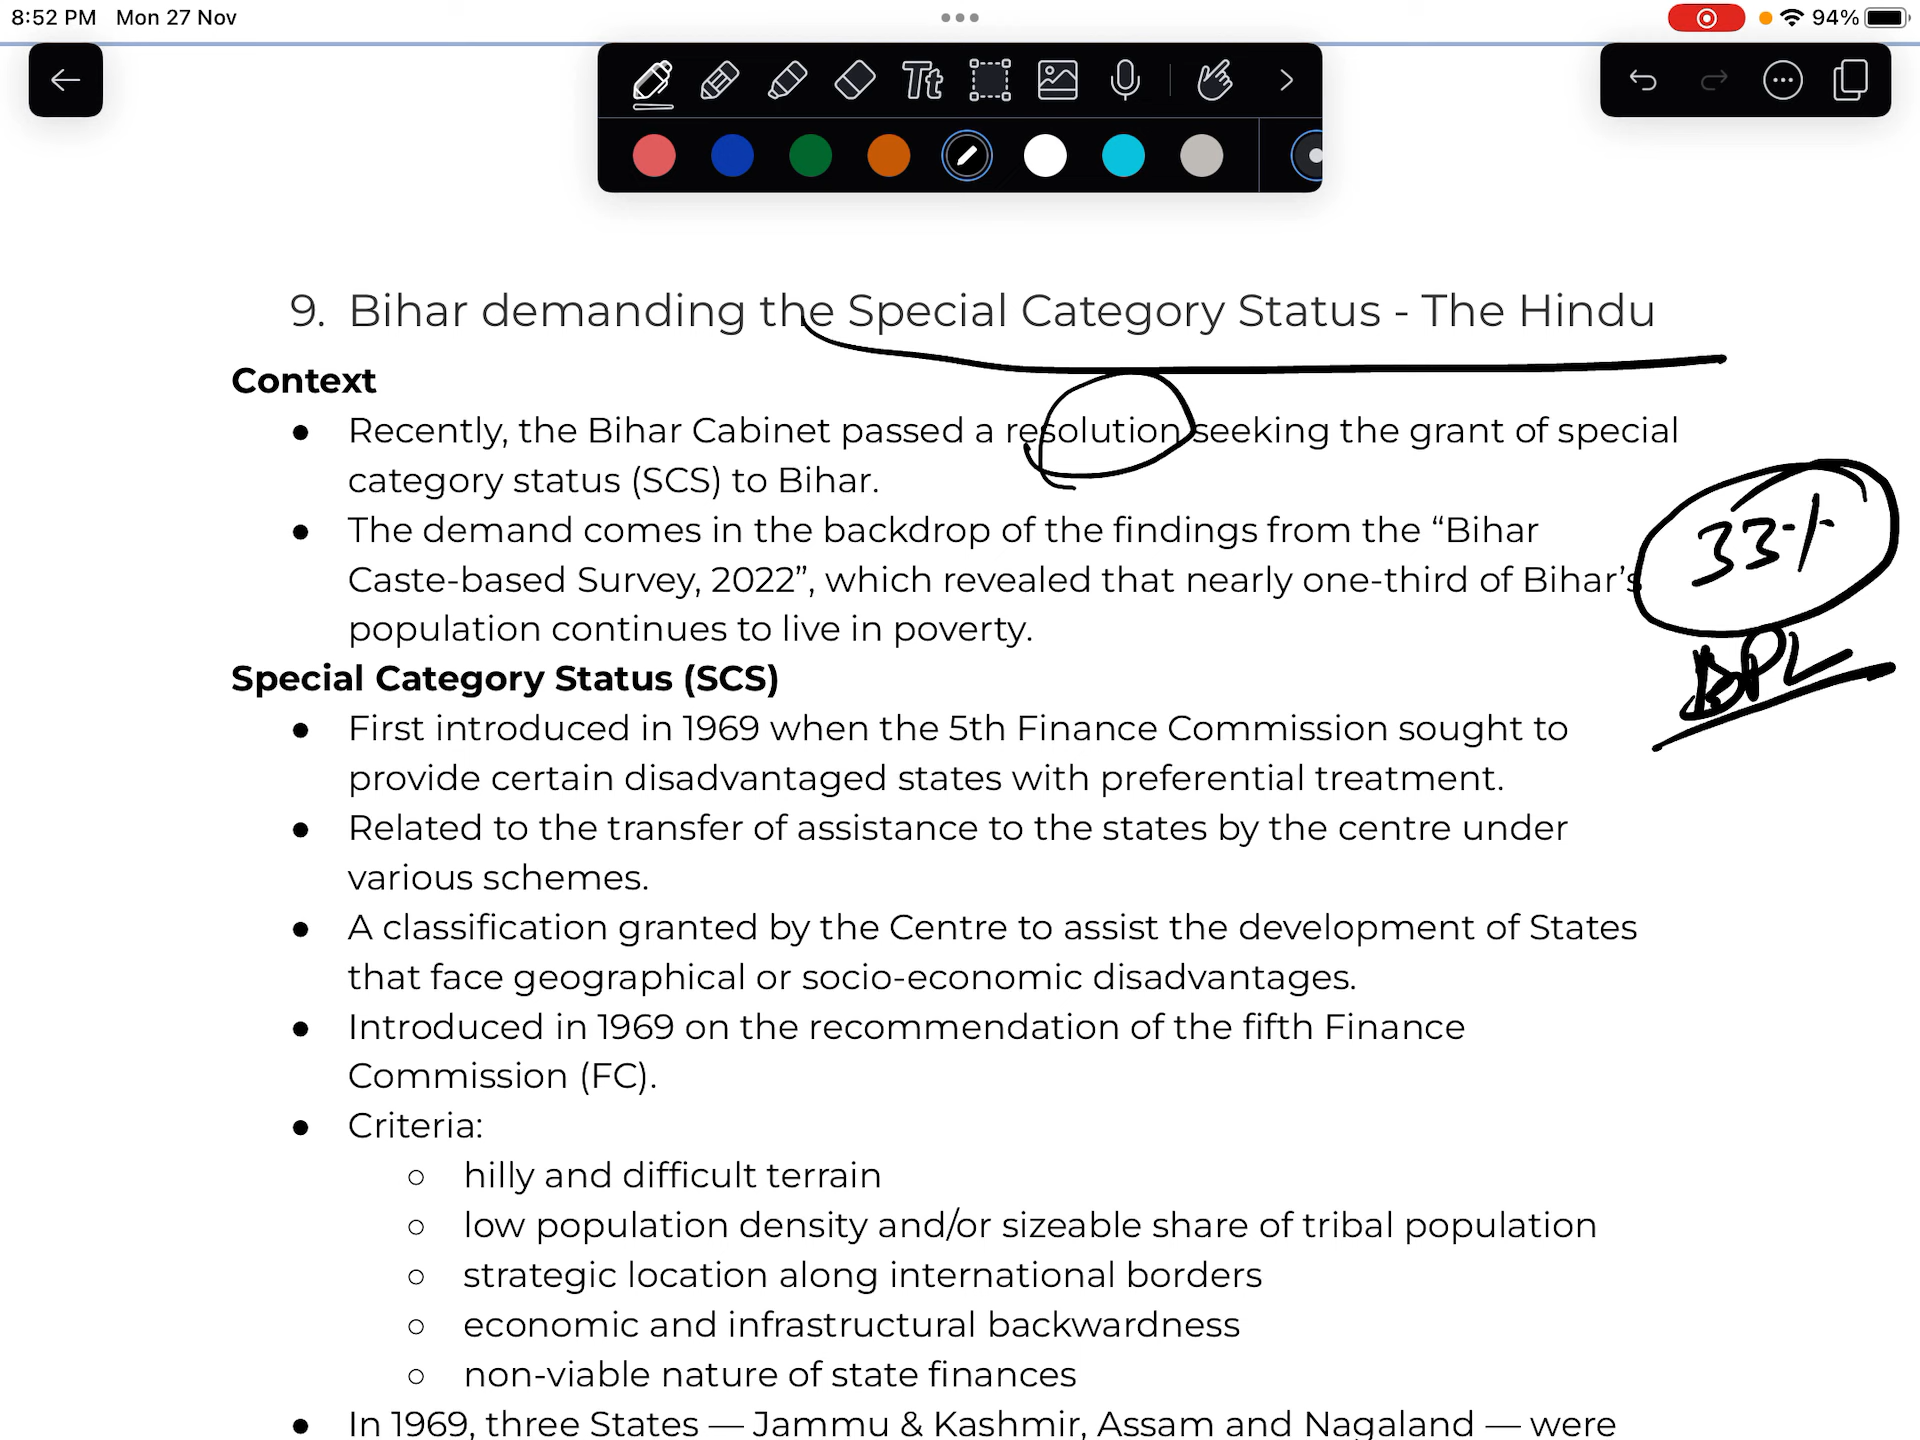 8:52 PM Mon 27 Nov
94%
Tt
9. Bihar demanding the Special Category Status - The Hindu
Context
● Recently, the Bihar Cabinet passed a resolution seeking the grant of special
category status (SCS) to Bihar.
● The demand comes in the backdrop of the findings from the “Bihar
Caste-based Survey, 2022”, which revealed that nearly one-third of Bihar’s
population continues to live in poverty.
33%
BPL
Special Category Status (SCS)
● First introduced in 1969 when the 5th Finance Commission sought to
provide certain disadvantaged states with preferential treatment.
● Related to the transfer of assistance to the states by the centre under
various schemes.
● A classification granted by the Centre to assist the development of States
that face geographical or socio-economic disadvantages.
● Introduced in 1969 on the recommendation of the fifth Finance
Commission (FC).
● Criteria:
○ hilly and difficult terrain
○ low population density and/or sizeable share of tribal population
○ strategic location along international borders
○ economic and infrastructural backwardness
○ non-viable nature of state finances
● In 1969, three States — Jammu & Kashmir, Assam and Nagaland — were